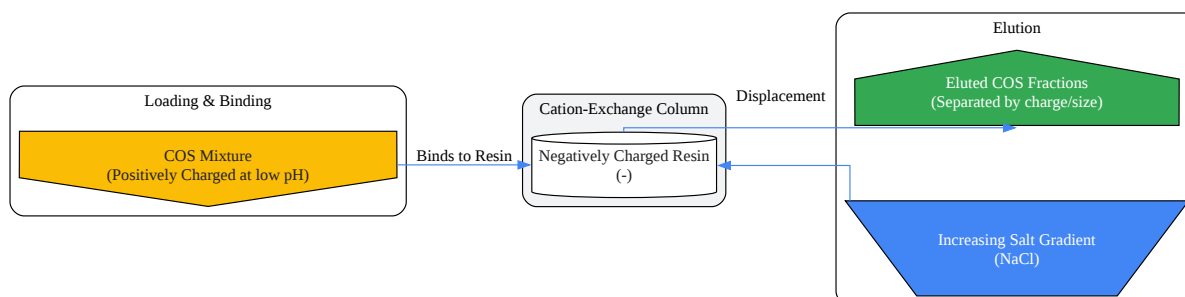 Loading & Binding
COS Mixture
(Positively Charged at low pH)
Binds to Resin
Cation-Exchange Column
Negatively Charged Resin
(-)
Displacement
Elution
Eluted COS Fractions
(Separated by charge/size)
Increasing Salt Gradient
(NaCl)